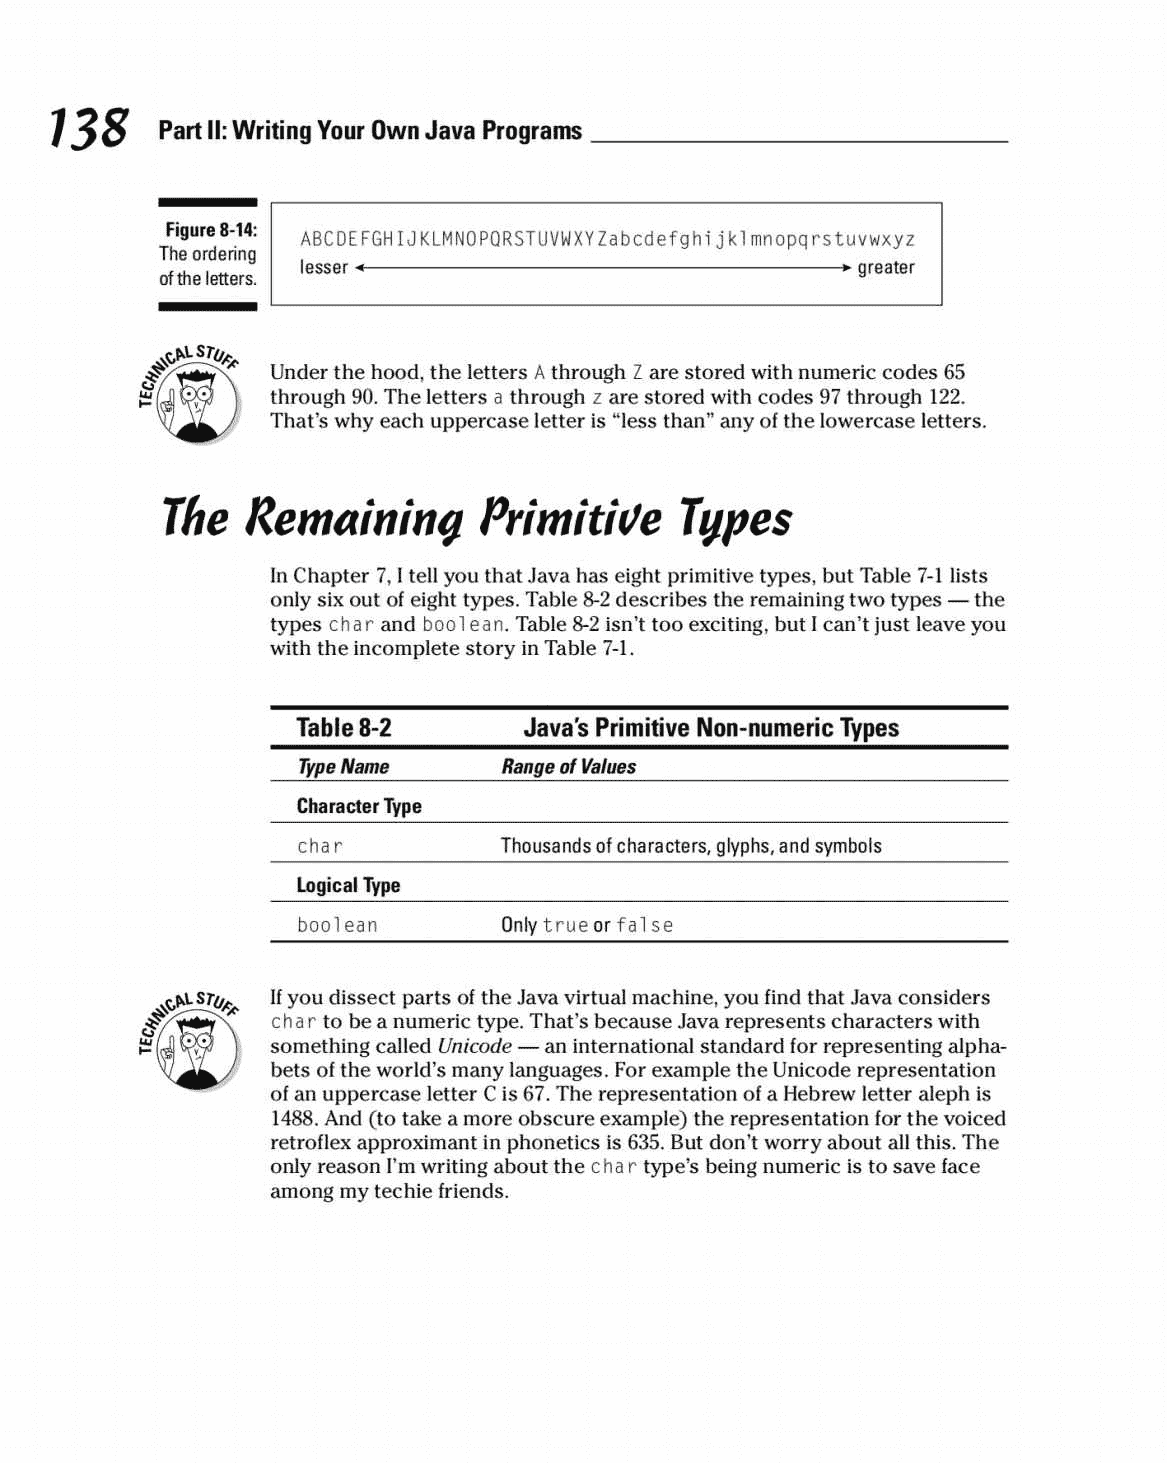 138 Part II: Writing Your Own Java Programs
Figure 8-14:
The ordering
of the letters.
ABCDEFGHIJKLMNOPQRSTUVWXYZabcdefghijklmnopqrstuvwxyz
lesser greater
TECHNICAL STUFF
Under the hood, the letters A through Z are stored with numeric codes 65
through 90. The letters a through z are stored with codes 97 through 122.
That's why each uppercase letter is “less than” any of the lowercase letters.
The Remaining Primitive Types
In Chapter 7, I tell you that Java has eight primitive types, but Table 7-1 lists
only six out of eight types. Table 8-2 describes the remaining two types — the
types char and boolean. Table 8-2 isn't too exciting, but I can't just leave you
with the incomplete story in Table 7-1.
Table 8-2 Java's Primitive Non-numeric Types
Type Name Range of Values
Character Type
char Thousands of characters, glyphs, and symbols
Logical Type
boolean Only true or false
TECHNICAL STUFF
If you dissect parts of the Java virtual machine, you find that Java considers
char to be a numeric type. That's because Java represents characters with
something called Unicode — an international standard for representing alpha-
bets of the world's many languages. For example the Unicode representation
of an uppercase letter C is 67. The representation of a Hebrew letter aleph is
1488. And (to take a more obscure example) the representation for the voiced
retroflex approximant in phonetics is 635. But don't worry about all this. The
only reason I'm writing about the char type's being numeric is to save face
among my techie friends.